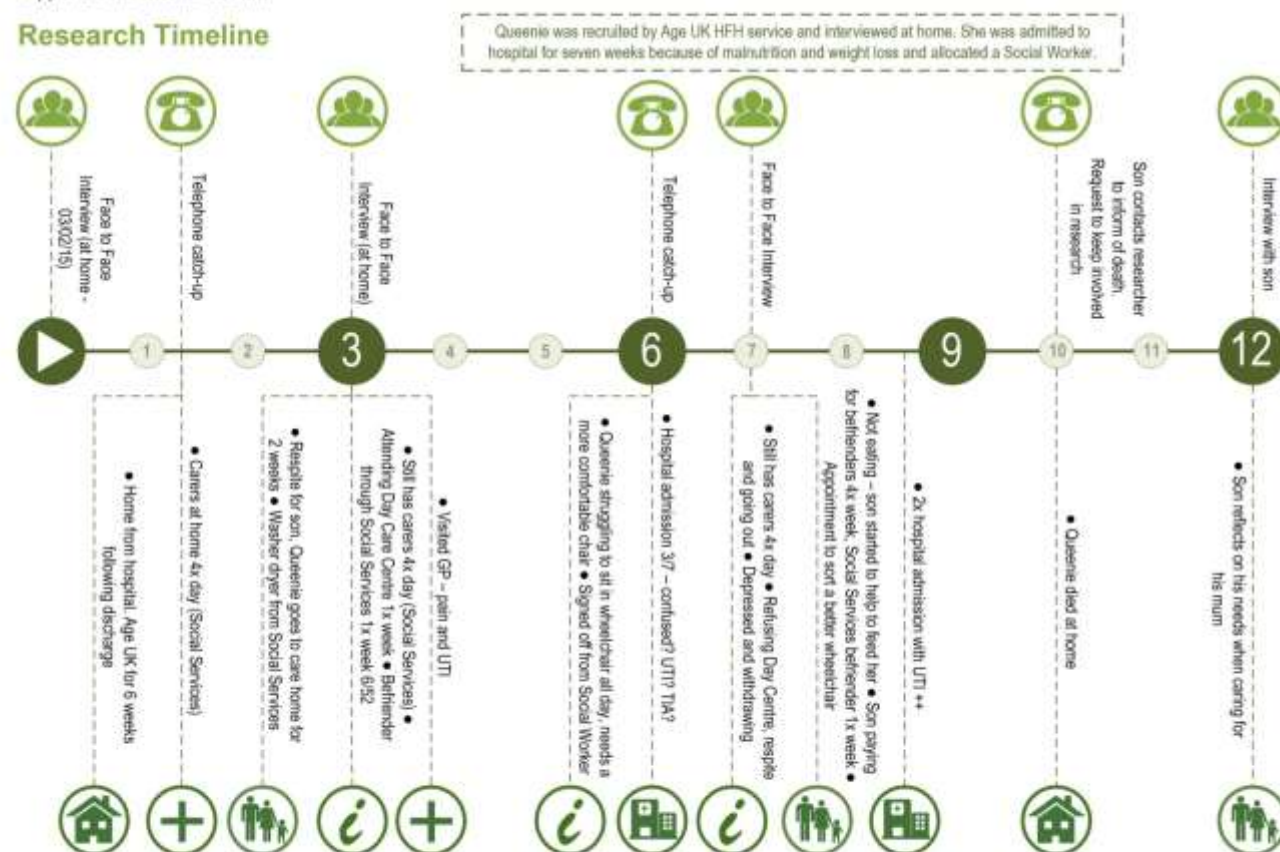 Research Timeline
Queenie was recruited by Age UK HFH service and interviewed at home. She was admitted to
hospital for seven weeks because of malnutrition and weight loss and allocated a Social Worker.
Face to Face
Interview (at home -
03/02/15)
Telephone catch-up
Face to Face
Interview (at home)
Telephone catch-up
Face to Face Interview
Son contacts researcher
to inform of death.
Request to keep involved
in research
Interview with son
1
2
3
4
5
6
7
8
9
10
11
12
● Home from hospital. Age UK for 6 weeks
following discharge
● Carers at home 4x day (Social Services)
● Respite for son, Queenie goes to care home for
2 weeks ● Washer dryer from Social Services
● Still has carers 4x day (Social Services) ●
Attending Day Care Centre 1x week ● Befriender
through Social Services 1x week 6/52
● Visited GP – pain and UTI
● Queenie struggling to sit in wheelchair all day, needs a
more comfortable chair ● Signed off from Social Worker
● Hospital admission 3/7 – confused? UTI? TIA?
● Still has carers 4x day ● Refusing Day Centre, respite
and going out ● Depressed and withdrawing
● Not eating – son started to help to feed her ● Son paying
for befrienders 4x week, Social Services befriender 1x week ●
Appointment to sort a better wheelchair
● 2x hospital admission with UTI ++
● Queenie died at home
● Son reflects on his needs when caring for
his mum